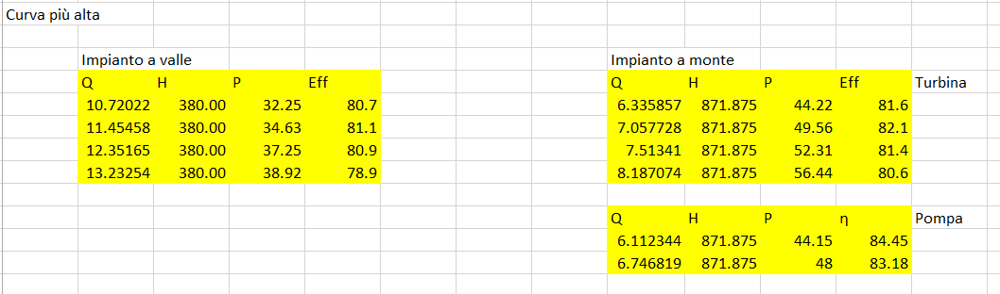 Curva più alta
Impianto a valle Impianto a monte
Q H P Eff Q H P Eff Turbina
10.72022 380.00 32.25 80.7 6.335857 871.875 44.22 81.6
11.45458 380.00 34.63 81.1 7.057728 871.875 49.56 82.1
12.35165 380.00 37.25 80.9 7.51341 871.875 52.31 81.4
13.23254 380.00 38.92 78.9 8.187074 871.875 56.44 80.6
Q H P η Pompa
6.112344 871.875 44.15 84.45
6.746819 871.875 48 83.18